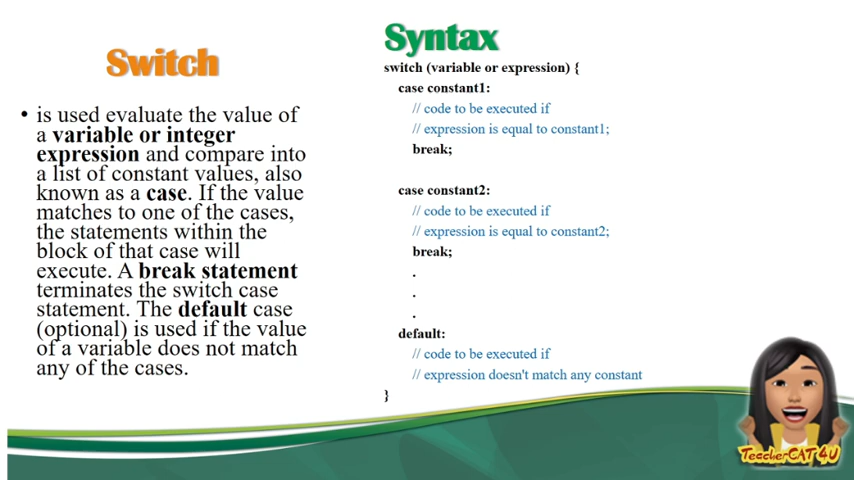 Switch
• is used evaluate the value of
a variable or integer
expression and compare into
a list of constant values, also
known as a case. If the value
matches to one of the cases,
the statements within the
block of that case will
execute. A break statement
terminates the switch case
statement. The default case
(optional) is used if the value
of a variable does not match
any of the cases.
Syntax
switch (variable or expression) {
case constant1:
// code to be executed if
// expression is equal to constant1;
break;
case constant2:
// code to be executed if
// expression is equal to constant2;
break;
.
.
.
default:
// code to be executed if
// expression doesn't match any constant
}
TeacherCAT 4U